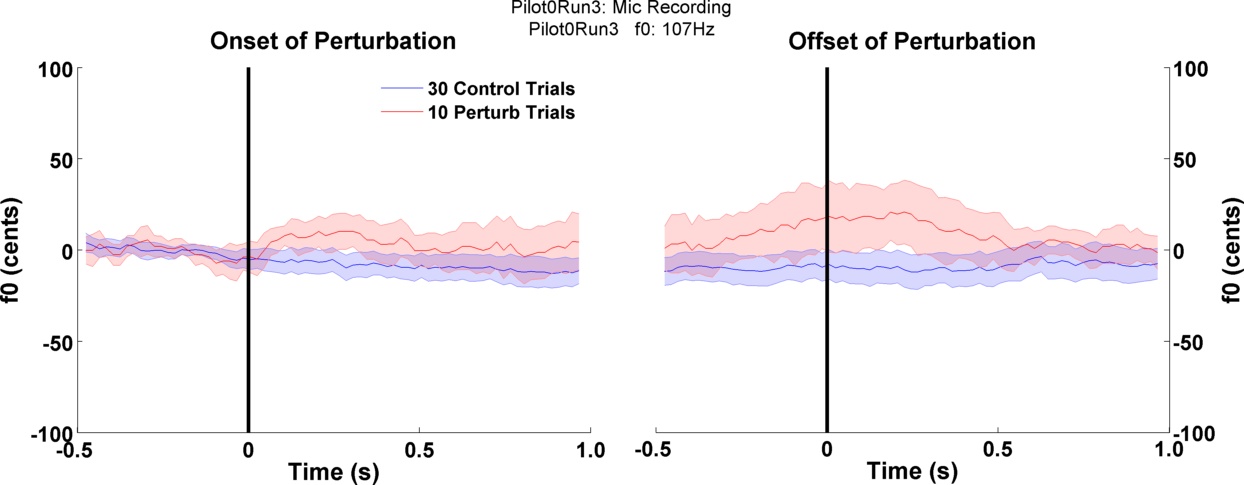 Pilot0Run3: Mic Recording
Pilot0Run3 f0: 107Hz
Onset of Perturbation
Offset of Perturbation
30 Control Trials
10 Perturb Trials
f0 (cents)
100
50
0
-50
-100
-0.5
0
0.5
1.0
Time (s)
-0.5
0
0.5
1.0
Time (s)
100
50
0
-50
-100
f0 (cents)